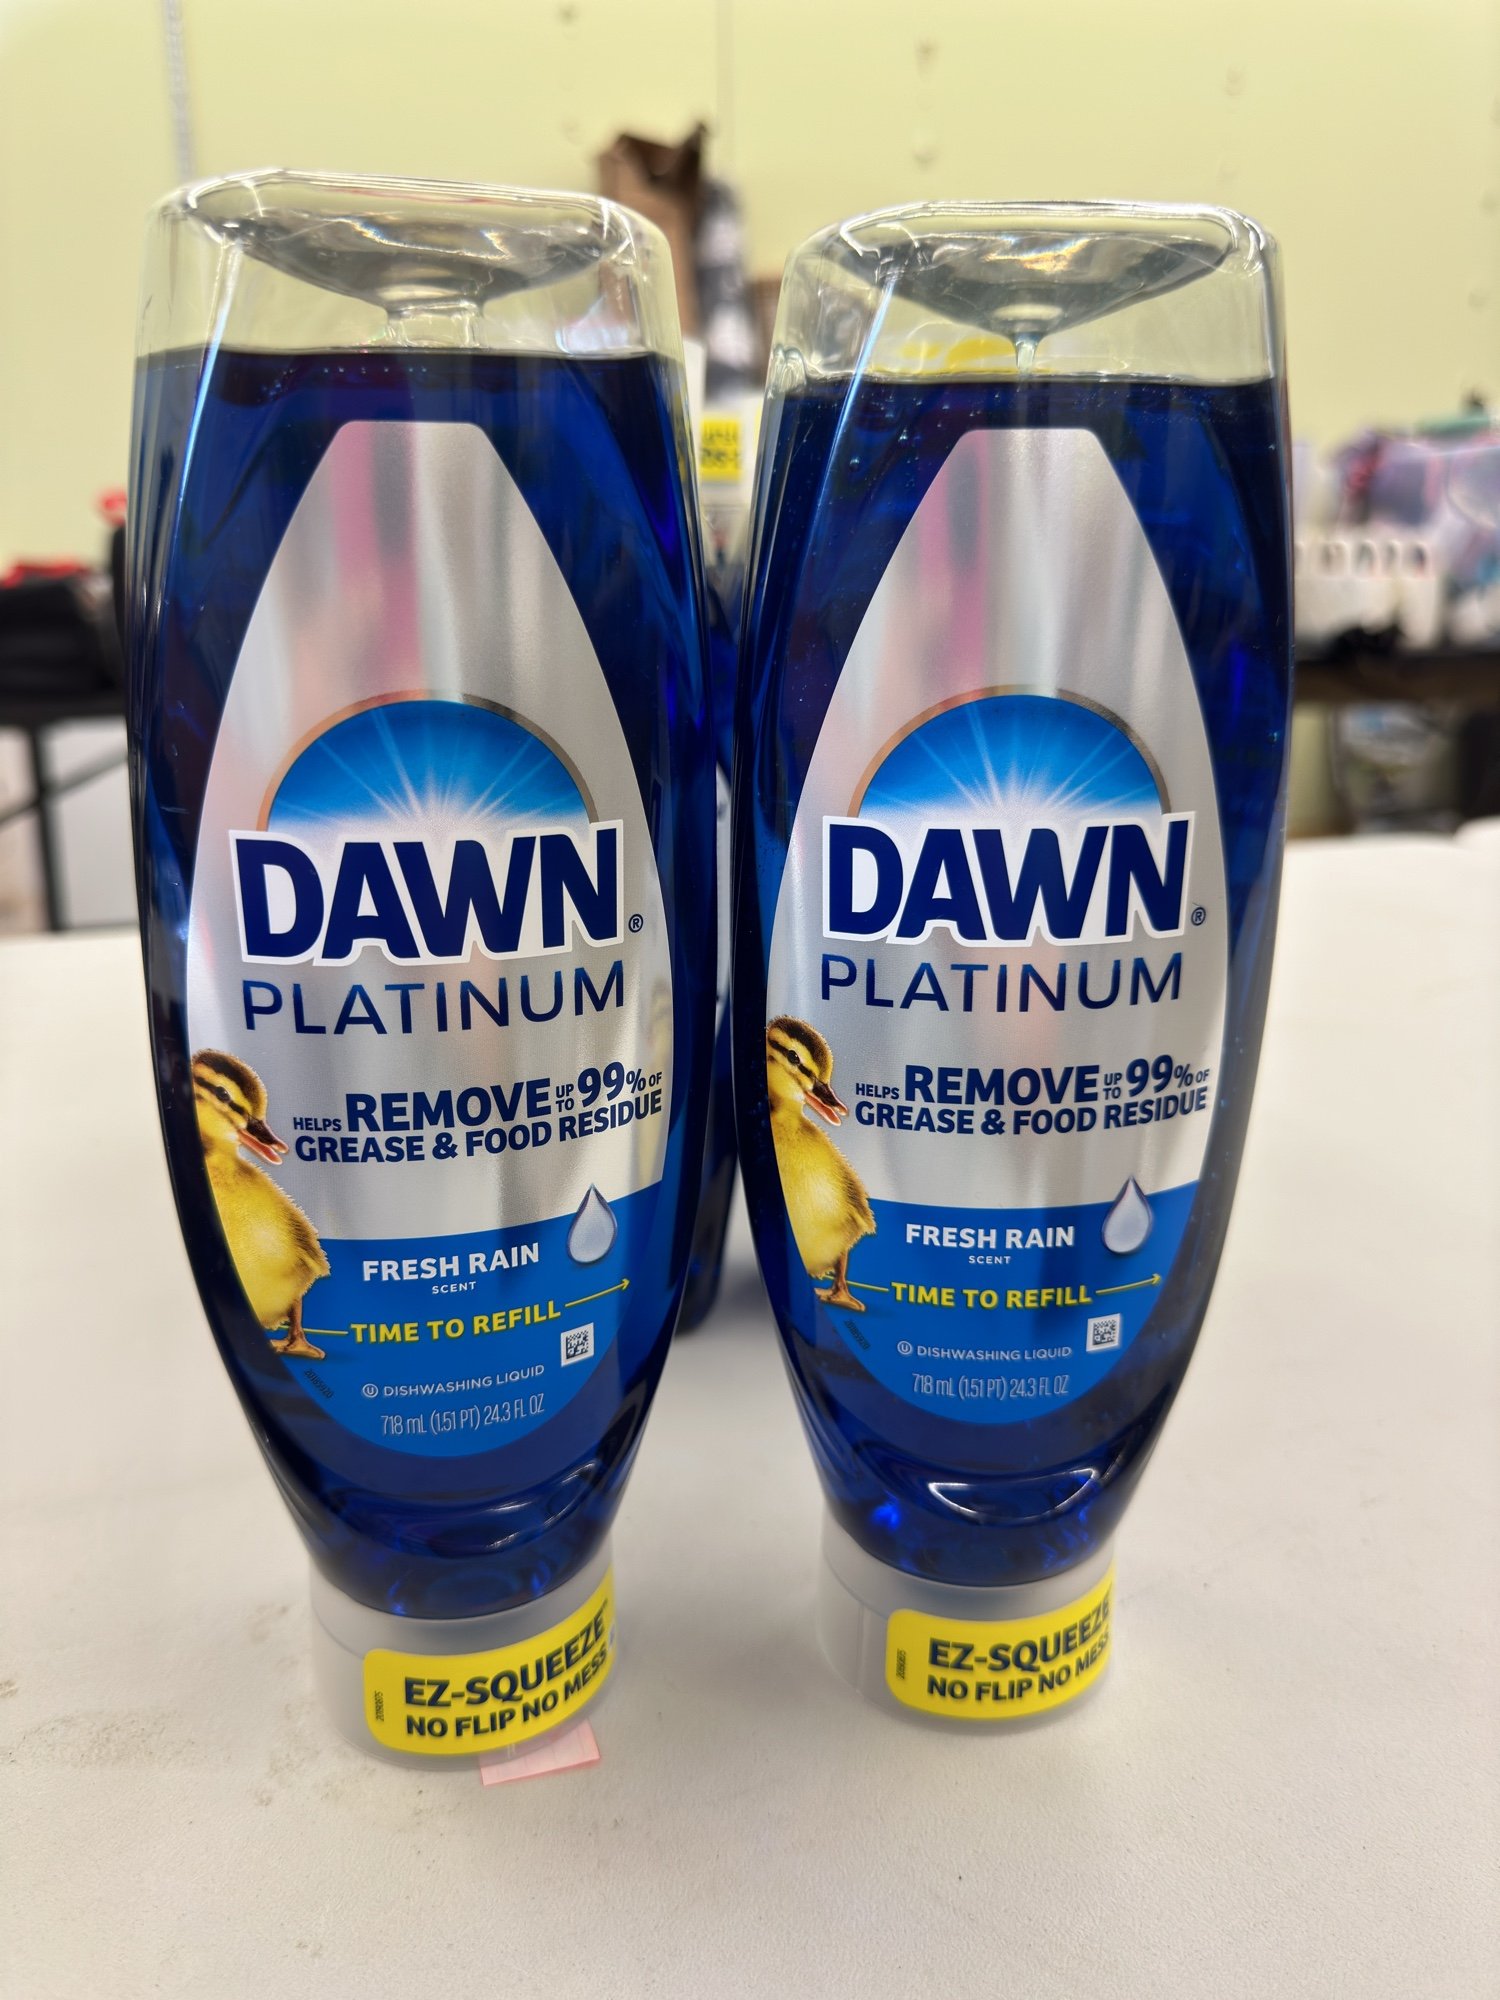 DAWN®
PLATINUM
HELPS REMOVE UP TO 99% OF
GREASE & FOOD RESIDUE
FRESH RAIN
SCENT
TIME TO REFILL
Ⓤ DISHWASHING LIQUID
718 mL (1.51 PT) 24.3 FL OZ
EZ-SQUEEZE
NO FLIP NO MESS
DAWN®
PLATINUM
HELPS REMOVE UP TO 99% OF
GREASE & FOOD RESIDUE
FRESH RAIN
SCENT
TIME TO REFILL
Ⓤ DISHWASHING LIQUID
718 mL (1.51 PT) 24.3 FL OZ
EZ-SQUEEZE
NO FLIP NO MESS